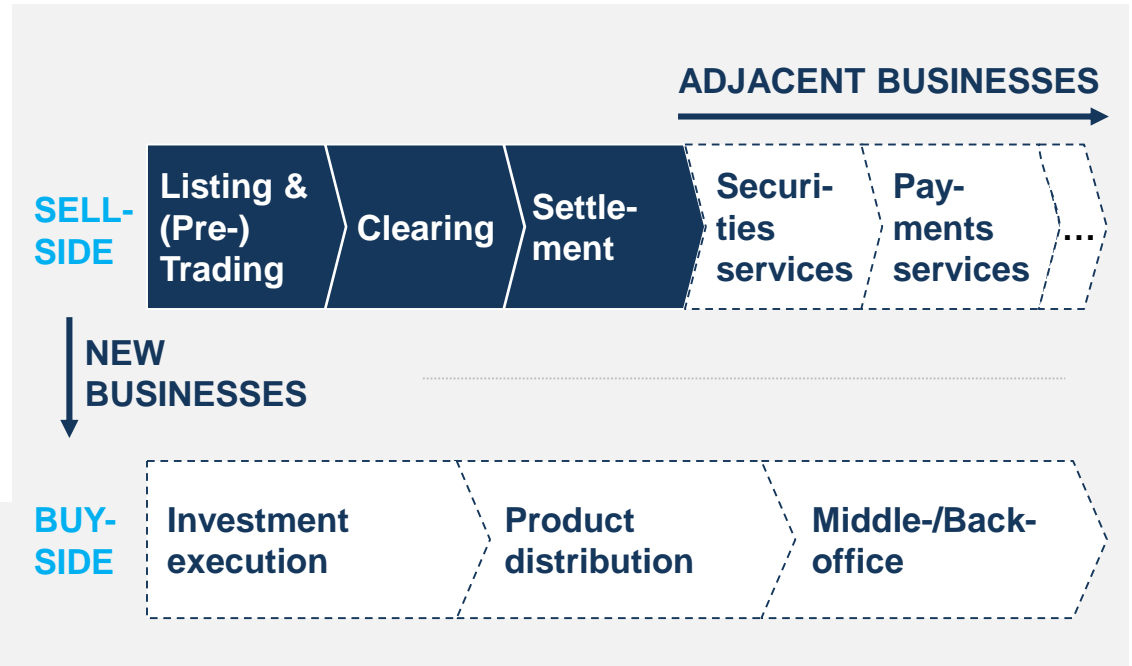 ADJACENT BUSINESSES
SELL-
SIDE
Listing &
(Pre-)
Trading
Clearing
Settle-
ment
Securi-
ties
services
Pay-
ments
services
...
NEW
BUSINESSES
BUY-
SIDE
Investment
execution
Product
distribution
Middle-/Back-
office